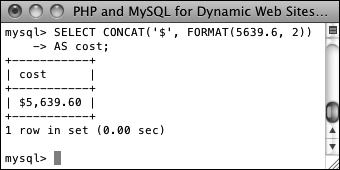 PHP and MySQL for Dynamic Web Sites...
mysql> SELECT CONCAT('$', FORMAT(5639.6, 2))
    -> AS cost;
+-----------+
| cost      |
+-----------+
| $5,639.60 |
+-----------+
1 row in set (0.00 sec)
mysql>